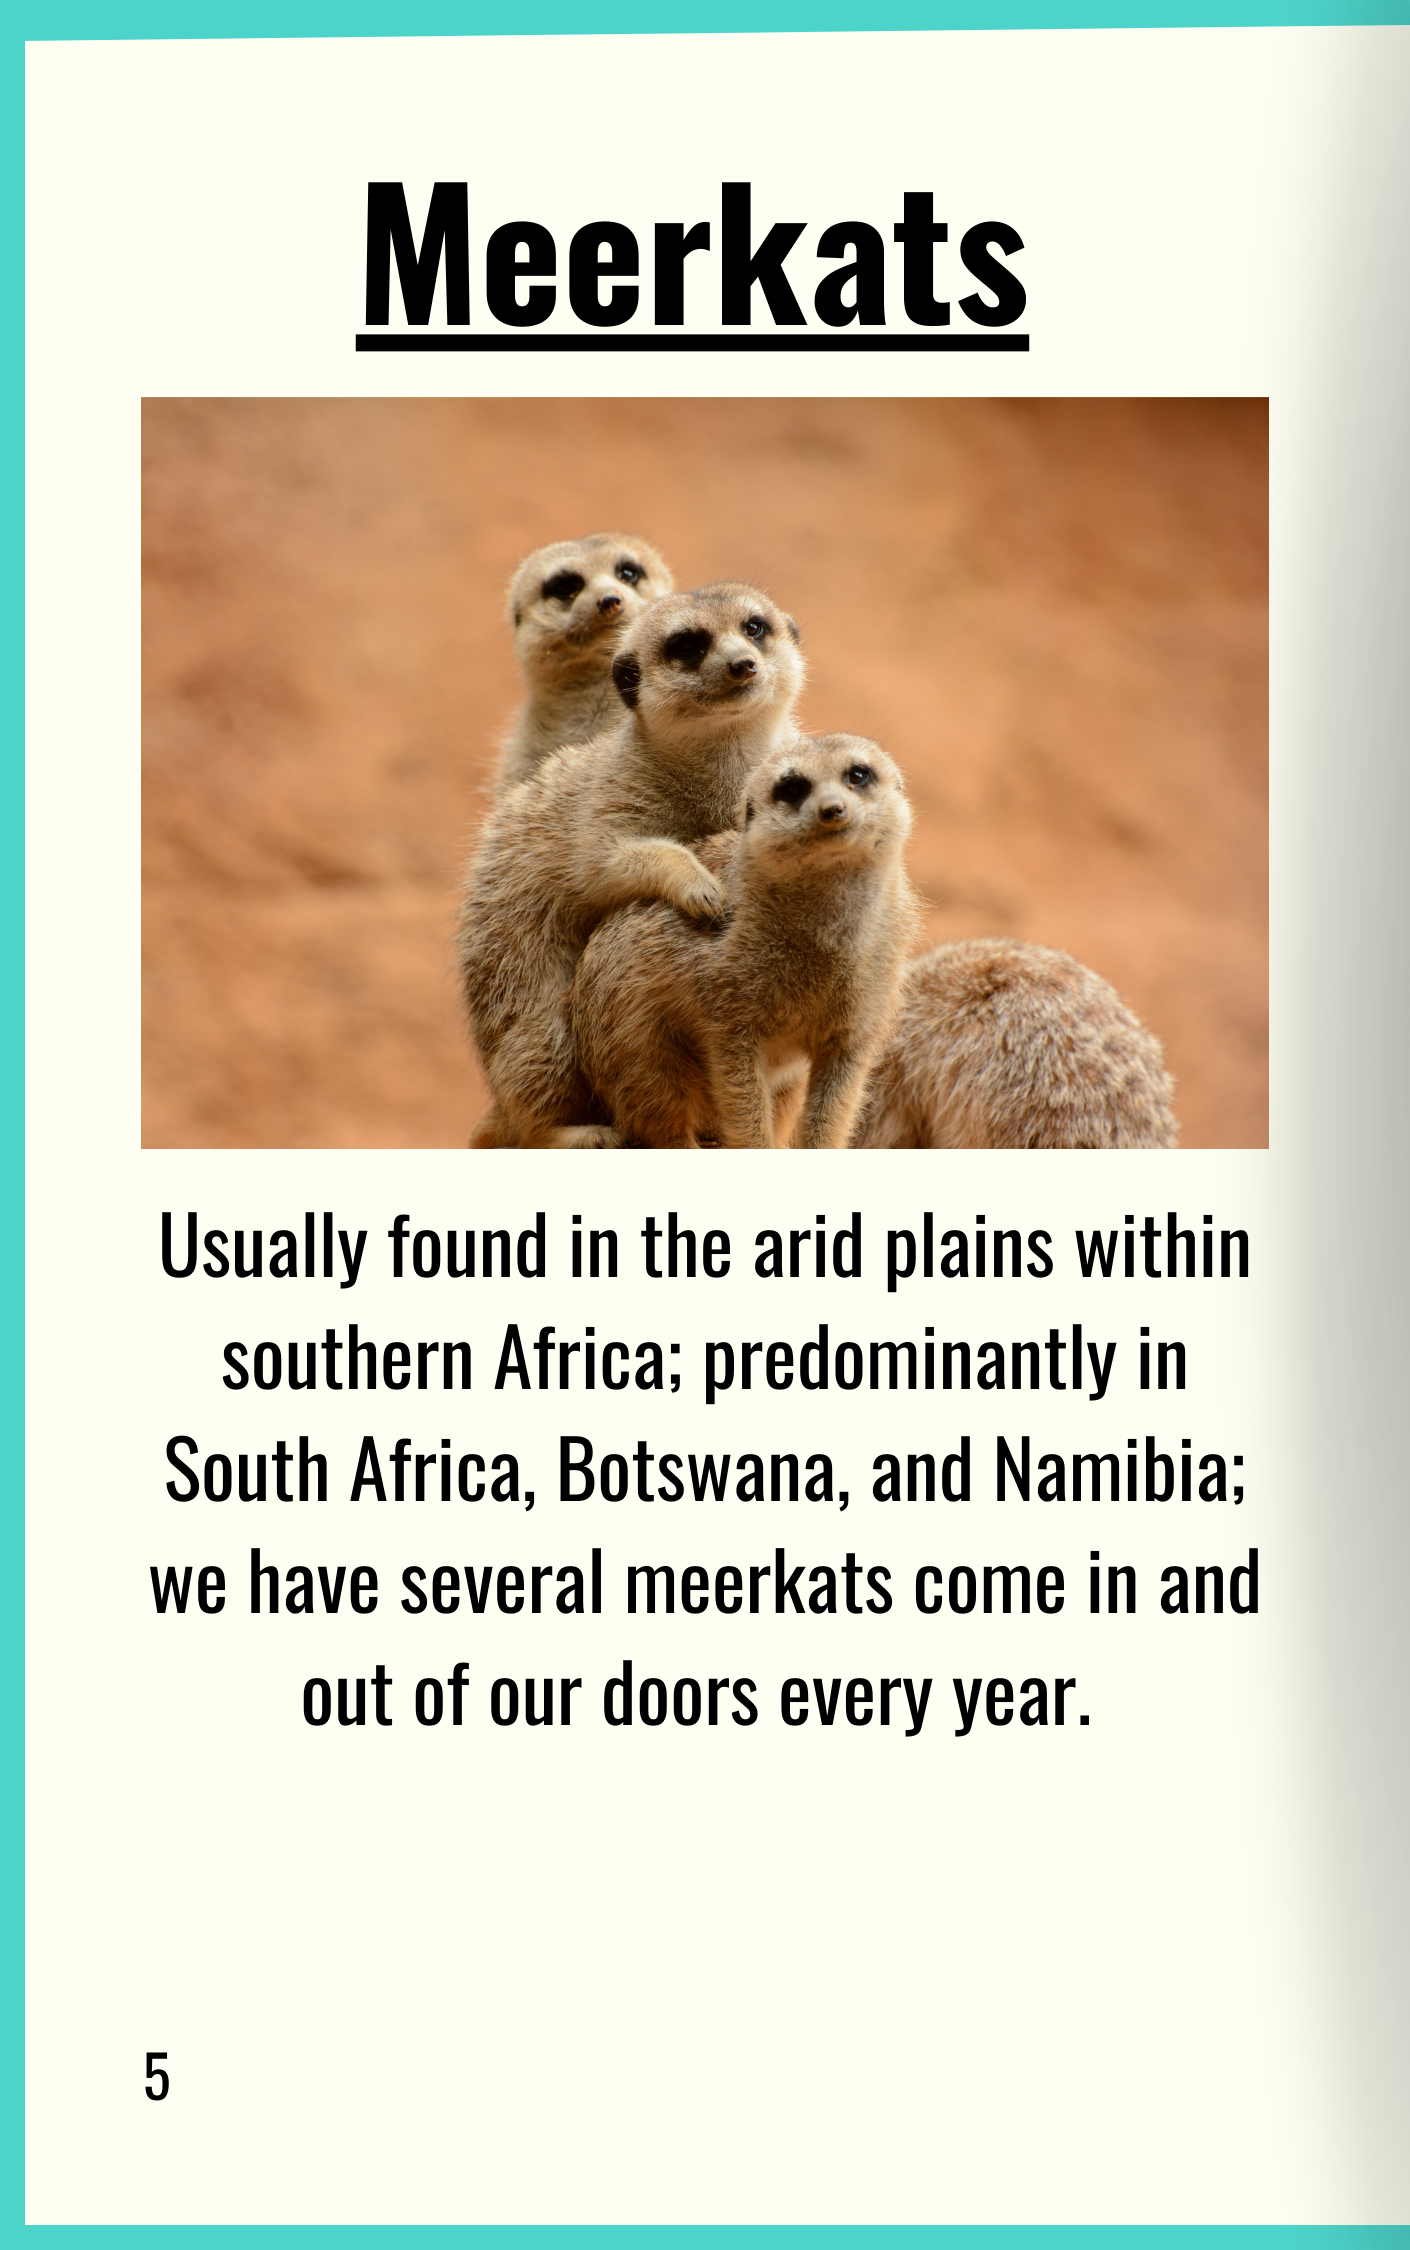 Meerkats
Usually found in the arid plains within
southern Africa; predominantly in
South Africa, Botswana, and Namibia;
we have several meerkats come in and
out of our doors every year.
5